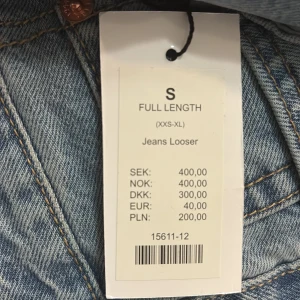 S
FULL LENGTH
(XXS-XL)
Jeans Looser
SEK: 400,00
NOK: 400,00
DKK: 300,00
EUR: 40,00
PLN: 200,00
15611-12